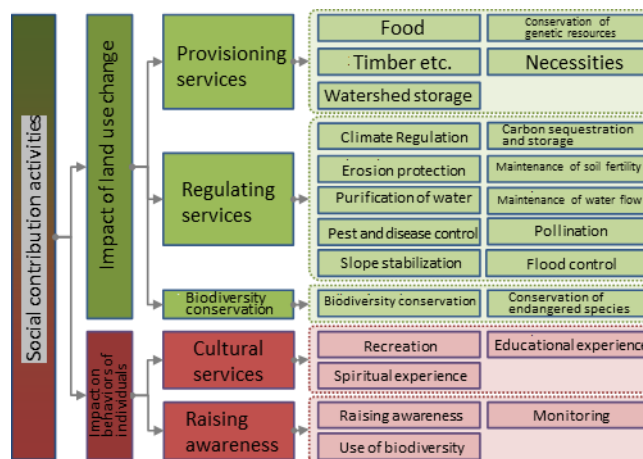 Social contribution activities
Impact of land use change
Impact on
behaviors of
individuals
Provisioning
services
Food
Conservation of
genetic resources
Timber etc.
Necessities
Watershed storage
Regulating
services
Climate Regulation
Carbon sequestration
and storage
Erosion protection
Maintenance of soil fertility
Purification of water
Maintenance of water flow
Pest and disease control
Pollination
Slope stabilization
Flood control
Biodiversity
conservation
Biodiversity conservation
Conservation of
endangered species
Cultural
services
Recreation
Educational experience
Spiritual experience
Raising
awareness
Raising awareness
Monitoring
Use of biodiversity